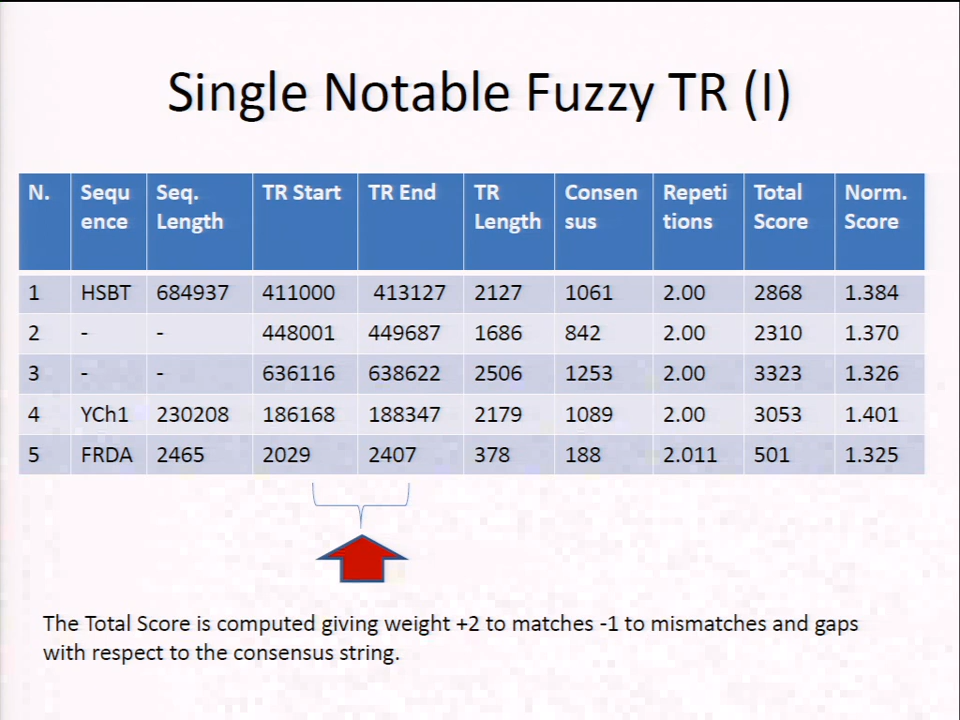 Single Notable Fuzzy TR (I)
N. Sequ ence Seq. Length TR Start TR End TR Length Consen sus Repeti tions Total Score Norm. Score
1 HSBT 684937 411000 413127 2127 1061 2.00 2868 1.384
2 - - 448001 449687 1686 842 2.00 2310 1.370
3 - - 636116 638622 2506 1253 2.00 3323 1.326
4 YCh1 230208 186168 188347 2179 1089 2.00 3053 1.401
5 FRDA 2465 2029 2407 378 188 2.011 501 1.325
The Total Score is computed giving weight +2 to matches -1 to mismatches and gaps
with respect to the consensus string.